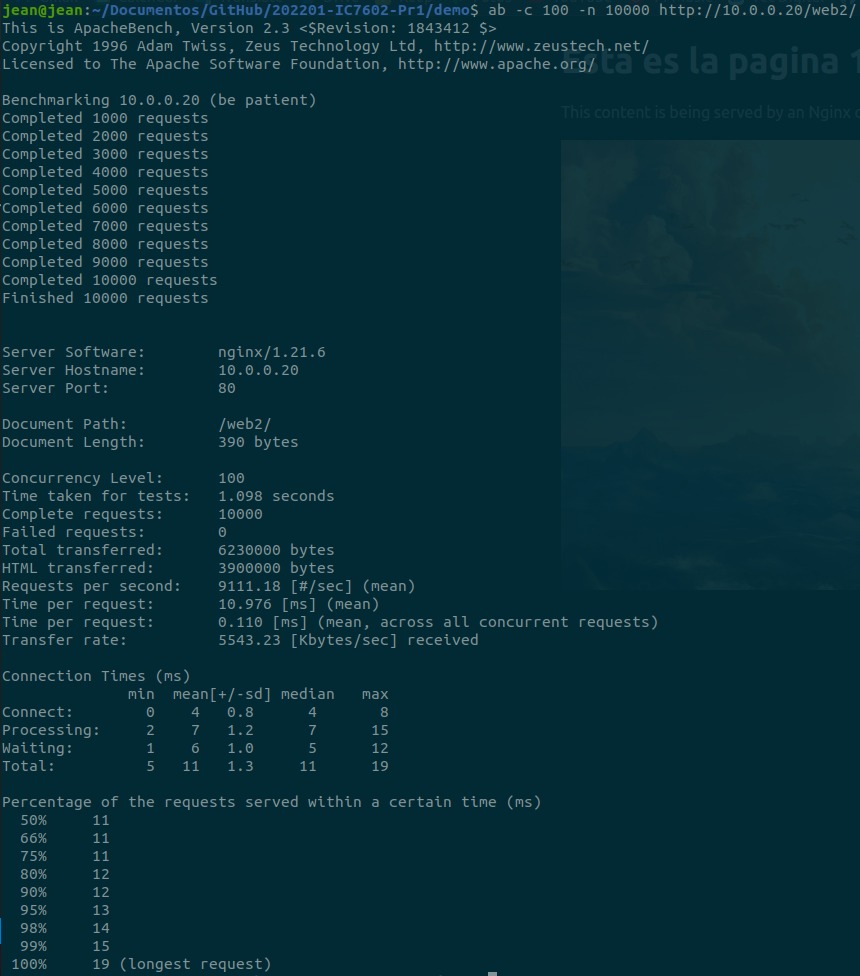 jean@jean:~/Documentos/GitHub/202201-IC7602-Pr1/demo$ ab -c 100 -n 10000 http://10.0.0.20/web2/
This is ApacheBench, Version 2.3 <$Revision: 1843412 $>
Copyright 1996 Adam Twiss, Zeus Technology Ltd, http://www.zeustech.net/
Licensed to The Apache Software Foundation, http://www.apache.org/
Esta es la pagina 1
Benchmarking 10.0.0.20 (be patient)
This content is being served by an Nginx
Completed 1000 requests
Completed 2000 requests
Completed 3000 requests
Completed 4000 requests
Completed 5000 requests
Completed 6000 requests
Completed 7000 requests
Completed 8000 requests
Completed 9000 requests
Completed 10000 requests
Finished 10000 requests
Server Software: nginx/1.21.6
Server Hostname: 10.0.0.20
Server Port: 80
Document Path: /web2/
Document Length: 390 bytes
Concurrency Level: 100
Time taken for tests: 1.098 seconds
Complete requests: 10000
Failed requests: 0
Total transferred: 6230000 bytes
HTML transferred: 3900000 bytes
Requests per second: 9111.18 [#/sec] (mean)
Time per request: 10.976 [ms] (mean)
Time per request: 0.110 [ms] (mean, across all concurrent requests)
Transfer rate: 5543.23 [Kbytes/sec] received
Connection Times (ms)
min mean[+/-sd] median max
Connect: 0 4 0.8 4 8
Processing: 2 7 1.2 7 15
Waiting: 1 6 1.0 5 12
Total: 5 11 1.3 11 19
Percentage of the requests served within a certain time (ms)
50% 11
66% 11
75% 11
80% 12
90% 12
95% 13
98% 14
99% 15
100% 19 (longest request)